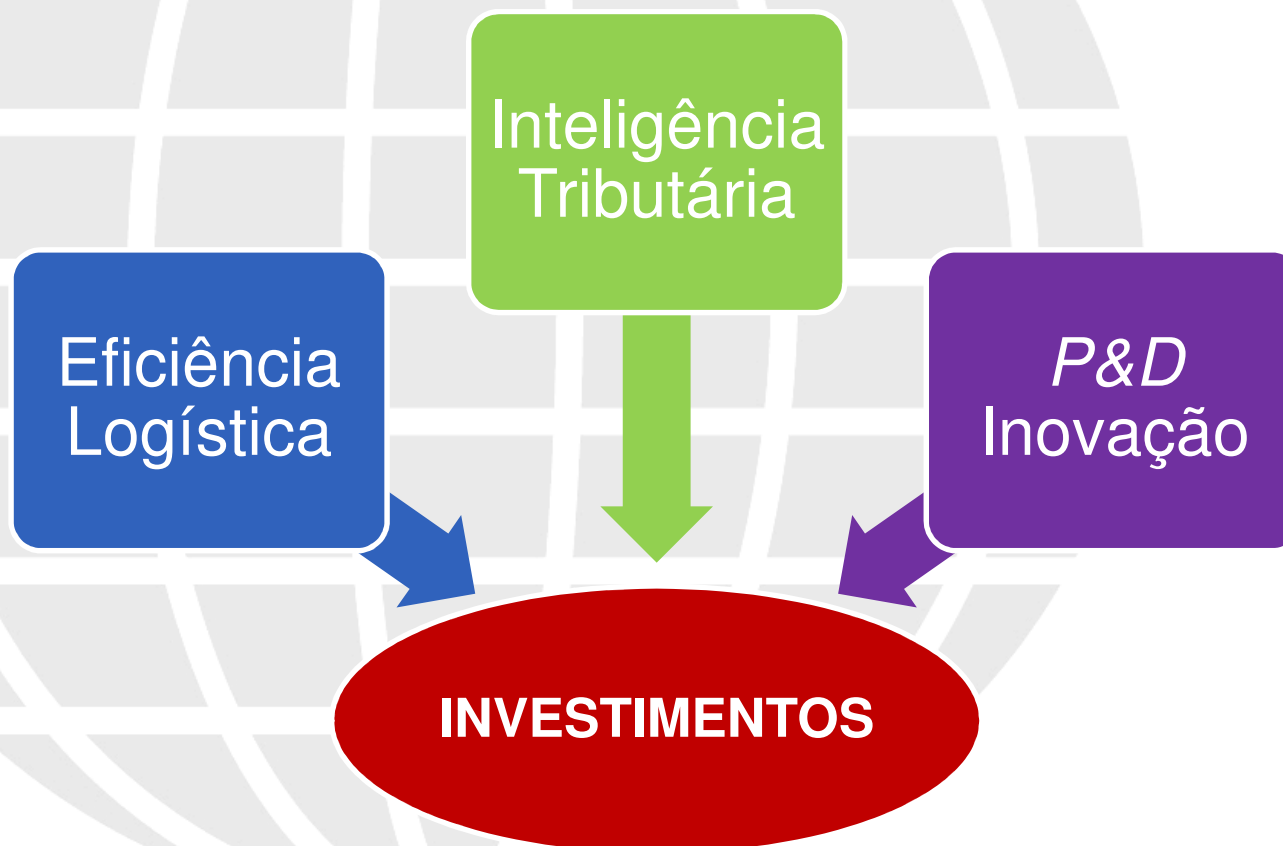 Inteligência
Tributária
Eficiência
Logística
P&D
Inovação
INVESTIMENTOS